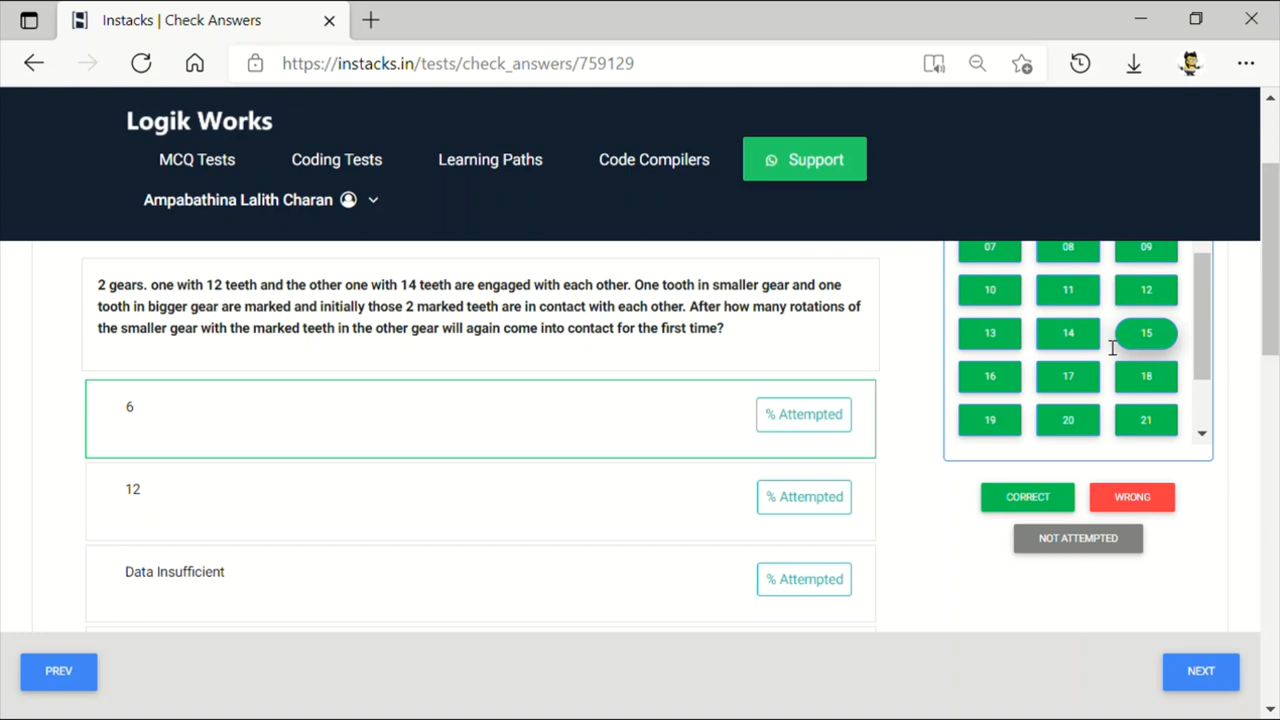 Instacks | Check Answers
https://instacks.in/tests/check_answers/759129
Logik Works
MCQ Tests
Coding Tests
Learning Paths
Code Compilers
Support
Ampabathina Lalith Charan
2 gears. one with 12 teeth and the other one with 14 teeth are engaged with each other. One tooth in smaller gear and one
tooth in bigger gear are marked and initially those 2 marked teeth are in contact with each other. After how many rotations of
the smaller gear with the marked teeth in the other gear will again come into contact for the first time?
6
% Attempted
12
% Attempted
Data Insufficient
% Attempted
07 08 09
10 11 12
13 14 15
16 17 18
19 20 21
CORRECT
WRONG
NOT ATTEMPTED
PREV
NEXT